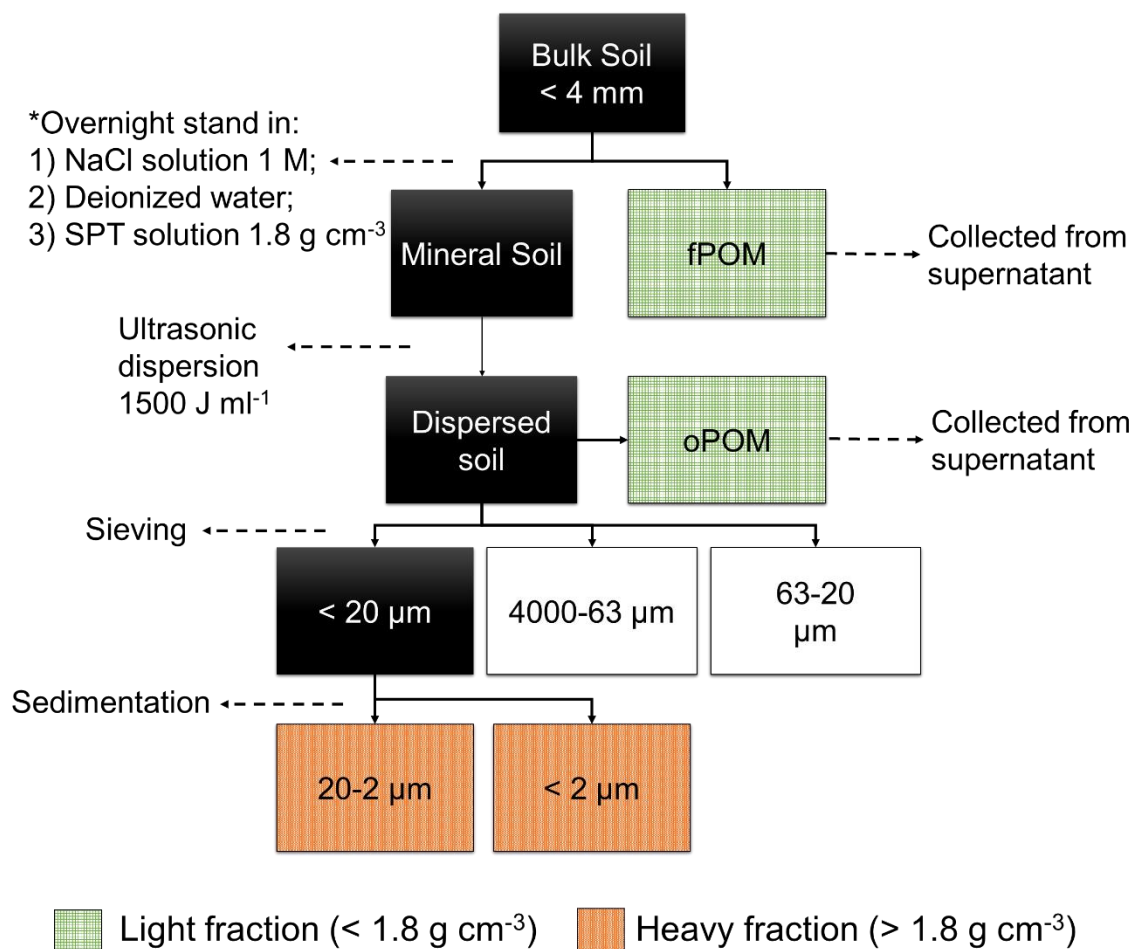 Bulk Soil
< 4 mm
*Overnight stand in:
1) NaCl solution 1 M;
2) Deionized water;
3) SPT solution 1.8 g cm⁻³
Mineral Soil
fPOM
Collected from
supernatant
Ultrasonic
dispersion
1500 J ml⁻¹
Dispersed
soil
oPOM
Collected from
supernatant
Sieving
< 20 µm
4000-63 µm
63-20
µm
Sedimentation
20-2 µm
< 2 µm
Light fraction (< 1.8 g cm⁻³)
Heavy fraction (> 1.8 g cm⁻³)